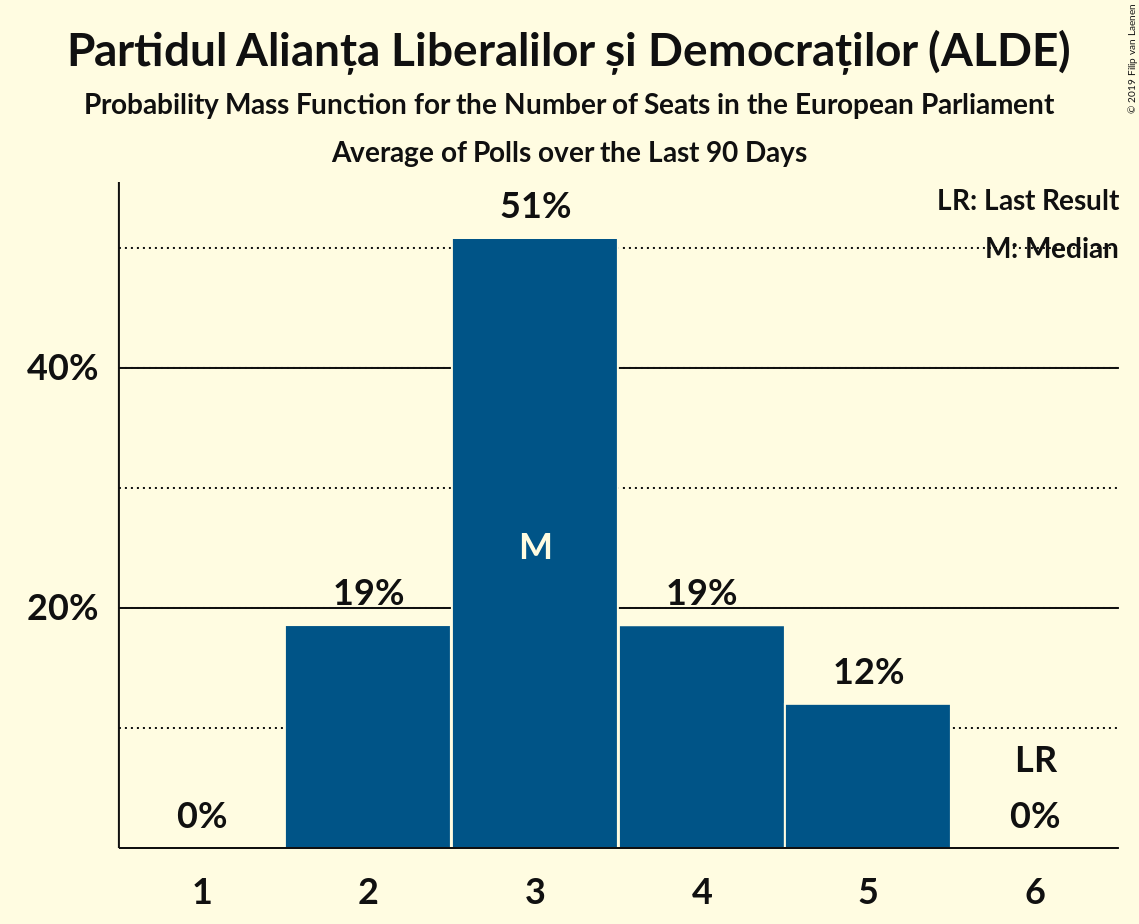 Partidul Alianța Liberalilor și Democraților (ALDE)
Probability Mass Function for the Number of Seats in the European Parliament
Average of Polls over the Last 90 Days
© 2019 Filip van Laenen
LR: Last Result
M: Median
51%
40%
M
19%
19%
20%
12%
LR
0%
0%
1 2 3 4 5 6